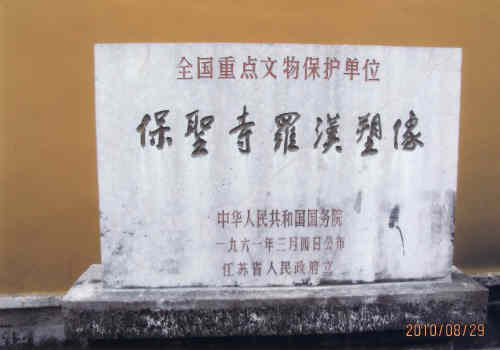 全国重点文物保护单位
保聖寺羅漢塑像
中华人民共和国国务院
一九六一年三月四日公布
江苏省人民政府立
2010/08/29